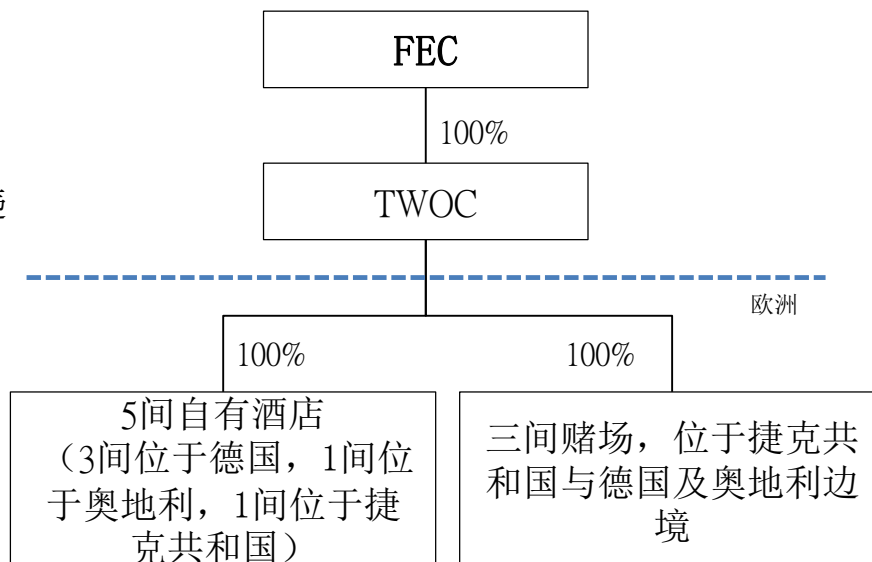 FEC
100%
TWOC
欧洲
100%
100%
5间自有酒店
（3间位于德国，1间位
于奥地利，1间位于捷
克共和国）
三间赌场，位于捷克共
和国与德国及奥地利边
境